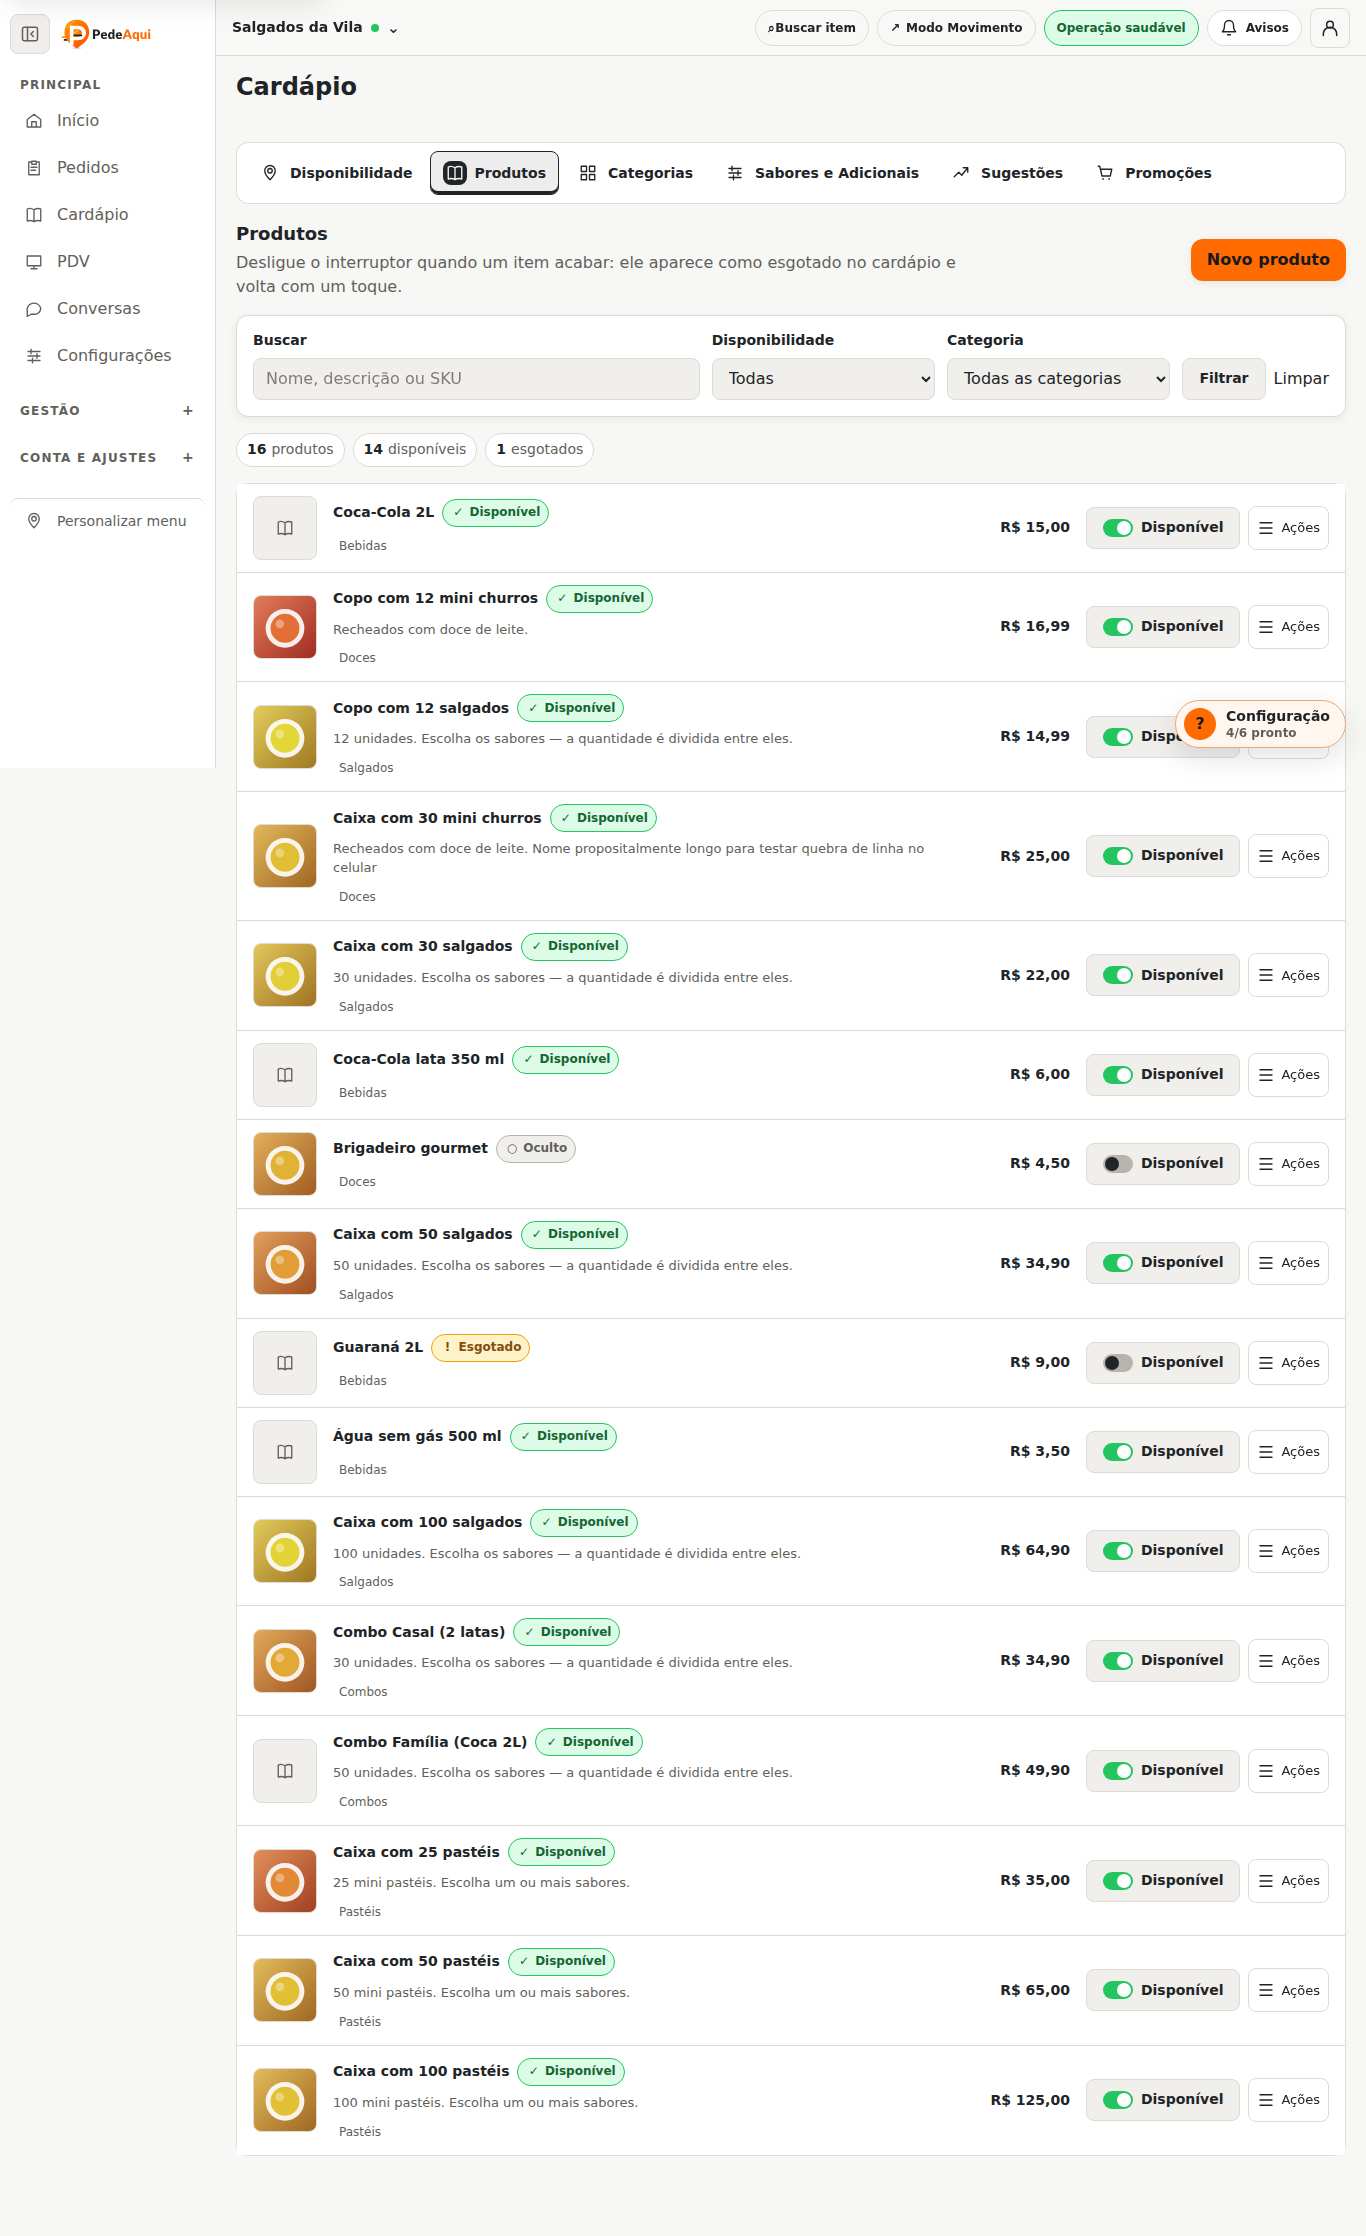 PedeAqui
Salgados da Vila
Buscar item
Modo Movimento
Operação saudável
Avisos
PRINCIPAL
Início
Pedidos
Cardápio
PDV
Conversas
Configurações
GESTÃO +
CONTA E AJUSTES +
Personalizar menu
Cardápio
Disponibilidade
Produtos
Categorias
Sabores e Adicionais
Sugestões
Promoções
Produtos
Desligue o interruptor quando um item acabar: ele aparece como esgotado no cardápio e
volta com um toque.
Novo produto
Buscar
Disponibilidade
Categoria
Nome, descrição ou SKU
Todas
Todas as categorias
Filtrar
Limpar
16 produtos
14 disponíveis
1 esgotados
Coca-Cola 2L ✓ Disponível
Bebidas
R$ 15,00
Disponível
Ações
Copo com 12 mini churros ✓ Disponível
Recheados com doce de leite.
Doces
R$ 16,99
Disponível
Ações
Copo com 12 salgados ✓ Disponível
12 unidades. Escolha os sabores — a quantidade é dividida entre eles.
Salgados
R$ 14,99
Dispo
? Configuração
4/6 pronto
Caixa com 30 mini churros ✓ Disponível
Recheados com doce de leite. Nome propositalmente longo para testar quebra de linha no
celular
Doces
R$ 25,00
Disponível
Ações
Caixa com 30 salgados ✓ Disponível
30 unidades. Escolha os sabores — a quantidade é dividida entre eles.
Salgados
R$ 22,00
Disponível
Ações
Coca-Cola lata 350 ml ✓ Disponível
Bebidas
R$ 6,00
Disponível
Ações
Brigadeiro gourmet ○ Oculto
Doces
R$ 4,50
Disponível
Ações
Caixa com 50 salgados ✓ Disponível
50 unidades. Escolha os sabores — a quantidade é dividida entre eles.
Salgados
R$ 34,90
Disponível
Ações
Guaraná 2L ! Esgotado
Bebidas
R$ 9,00
Disponível
Ações
Água sem gás 500 ml ✓ Disponível
Bebidas
R$ 3,50
Disponível
Ações
Caixa com 100 salgados ✓ Disponível
100 unidades. Escolha os sabores — a quantidade é dividida entre eles.
Salgados
R$ 64,90
Disponível
Ações
Combo Casal (2 latas) ✓ Disponível
30 unidades. Escolha os sabores — a quantidade é dividida entre eles.
Combos
R$ 34,90
Disponível
Ações
Combo Família (Coca 2L) ✓ Disponível
50 unidades. Escolha os sabores — a quantidade é dividida entre eles.
Combos
R$ 49,90
Disponível
Ações
Caixa com 25 pastéis ✓ Disponível
25 mini pastéis. Escolha um ou mais sabores.
Pastéis
R$ 35,00
Disponível
Ações
Caixa com 50 pastéis ✓ Disponível
50 mini pastéis. Escolha um ou mais sabores.
Pastéis
R$ 65,00
Disponível
Ações
Caixa com 100 pastéis ✓ Disponível
100 mini pastéis. Escolha um ou mais sabores.
Pastéis
R$ 125,00
Disponível
Ações